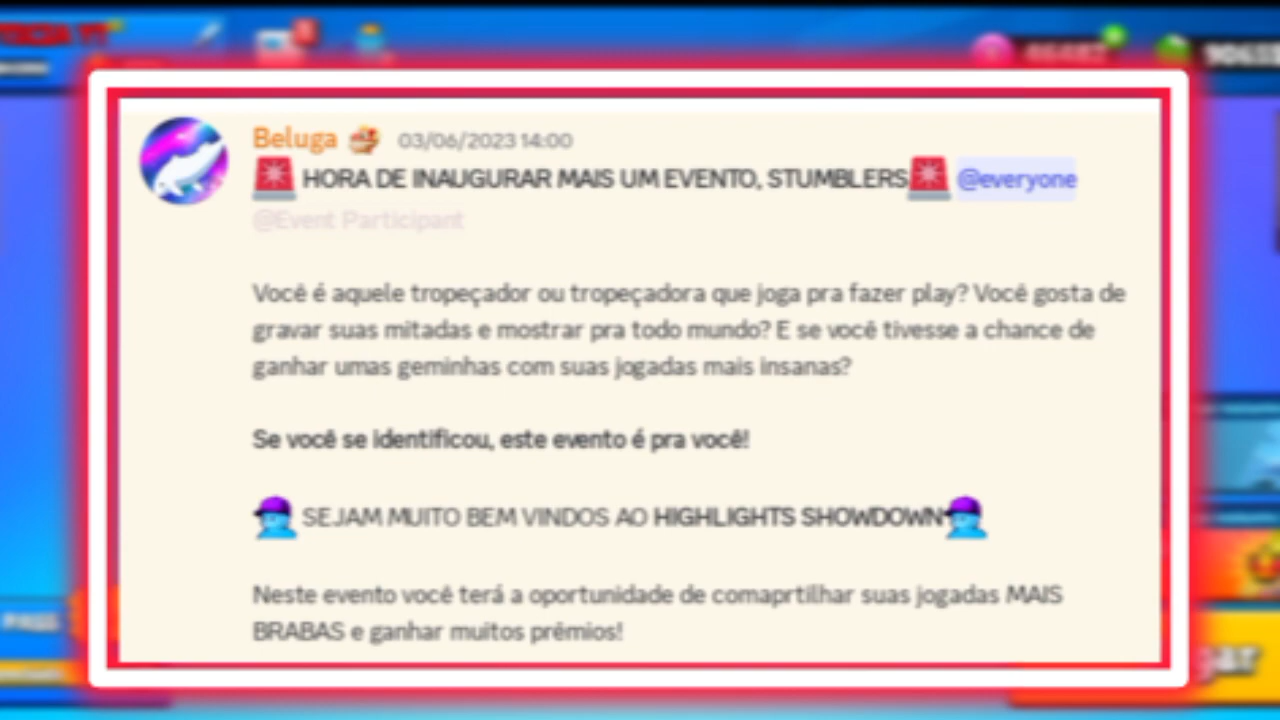 Beluga 03/06/2023 14:00
HORA DE INAUGURAR MAIS UM EVENTO, STUMBLERS @everyone
@Event Participant
Você é aquele tropeçador ou tropeçadora que joga pra fazer play? Você gosta de
gravar suas mitadas e mostrar pra todo mundo? E se você tivesse a chance de
ganhar umas geminhas com suas jogadas mais insanas?
Se você se identificou, este evento é pra você!
SEJAM MUITO BEM VINDOS AO HIGHLIGHTS SHOWDOWN
Neste evento você terá a oportunidade de comaprtilhar suas jogadas MAIS
BRABAS e ganhar muitos prêmios!